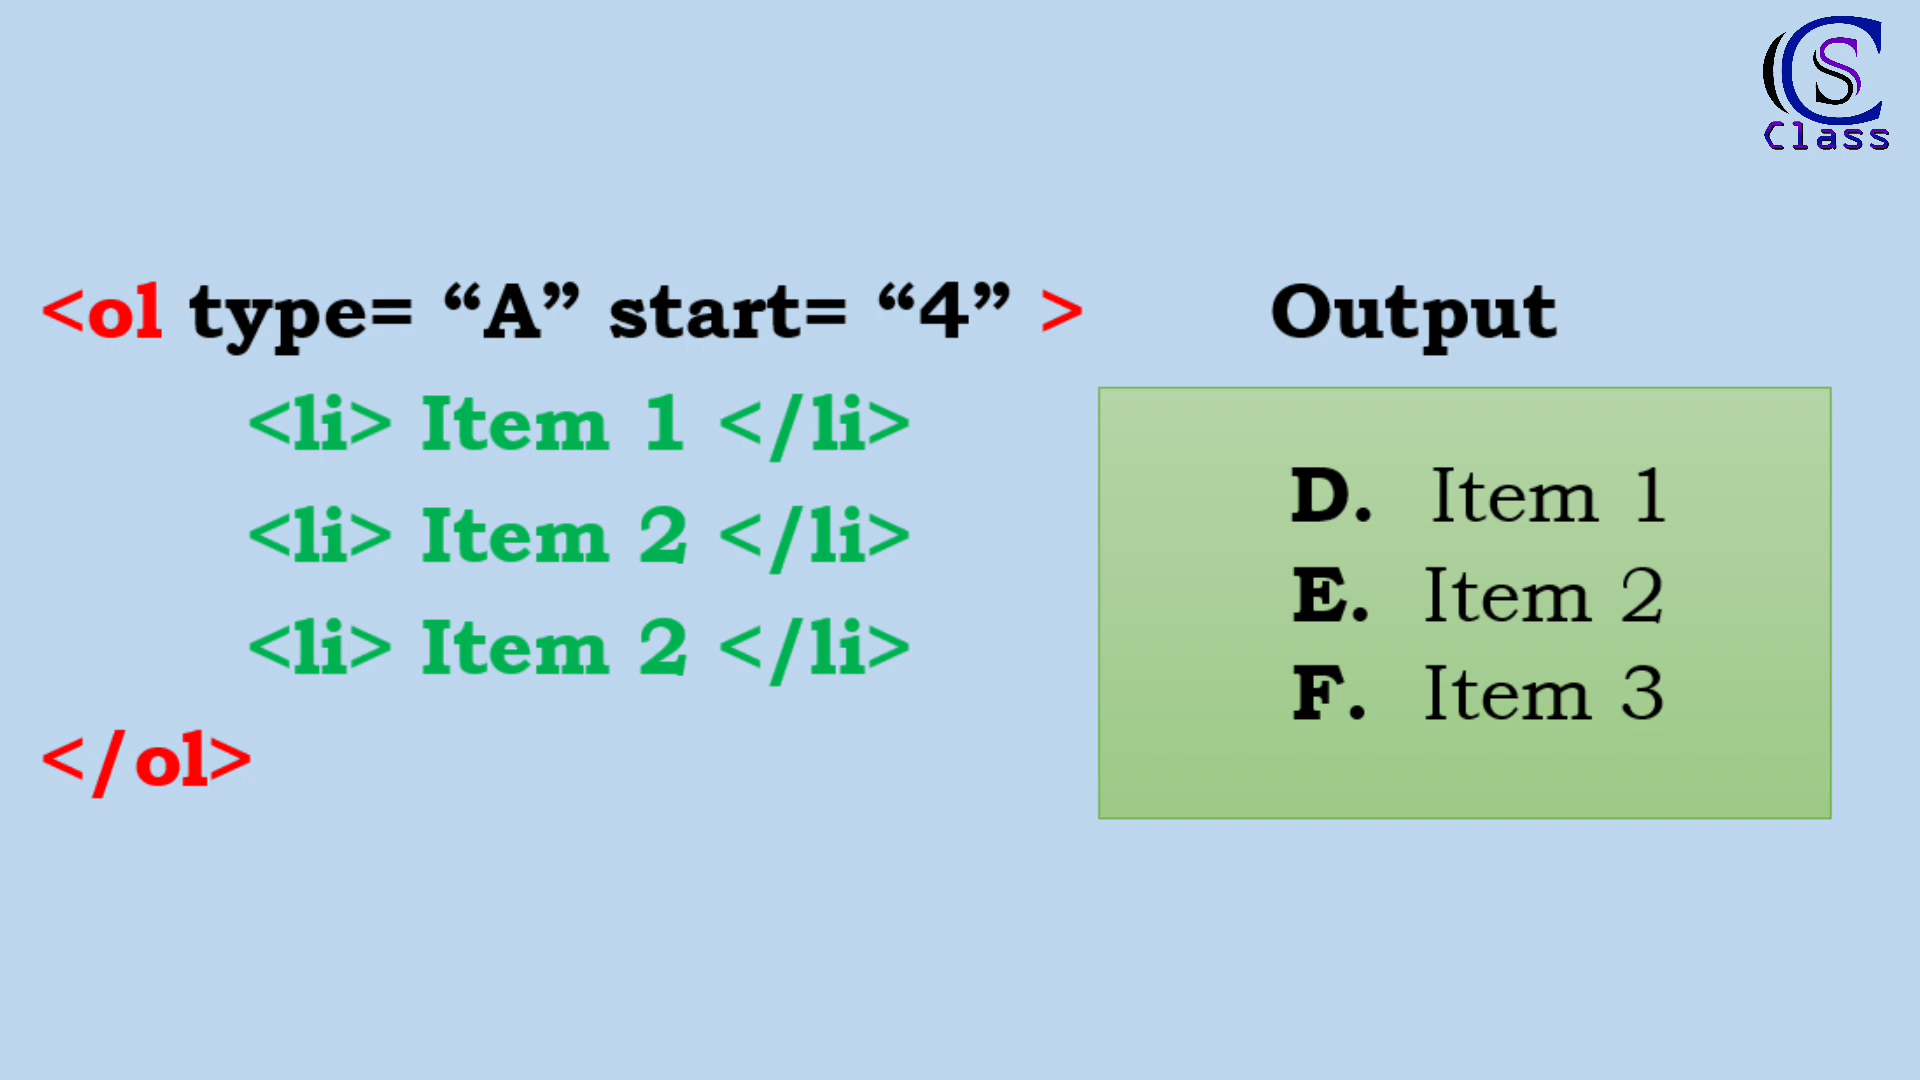 CS
Class
<ol type= “A” start= “4” >
<li> Item 1 </li>
<li> Item 2 </li>
<li> Item 2 </li>
</ol>
Output
D. Item 1
E. Item 2
F. Item 3